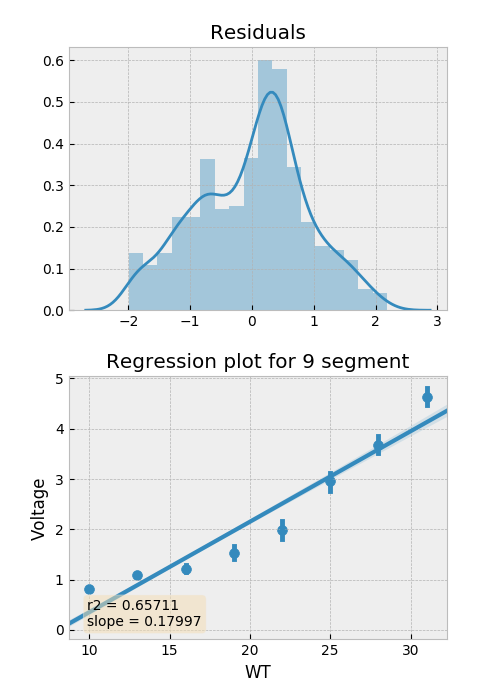 Residuals
0.6
0.5
0.4
0.3
0.2
0.1
0.0
−2 −1 0 1 2 3
Regression plot for 9 segment
5
4
3
2
1
0
Voltage
r2 = 0.65711
slope = 0.17997
10 15 20 25 30
WT